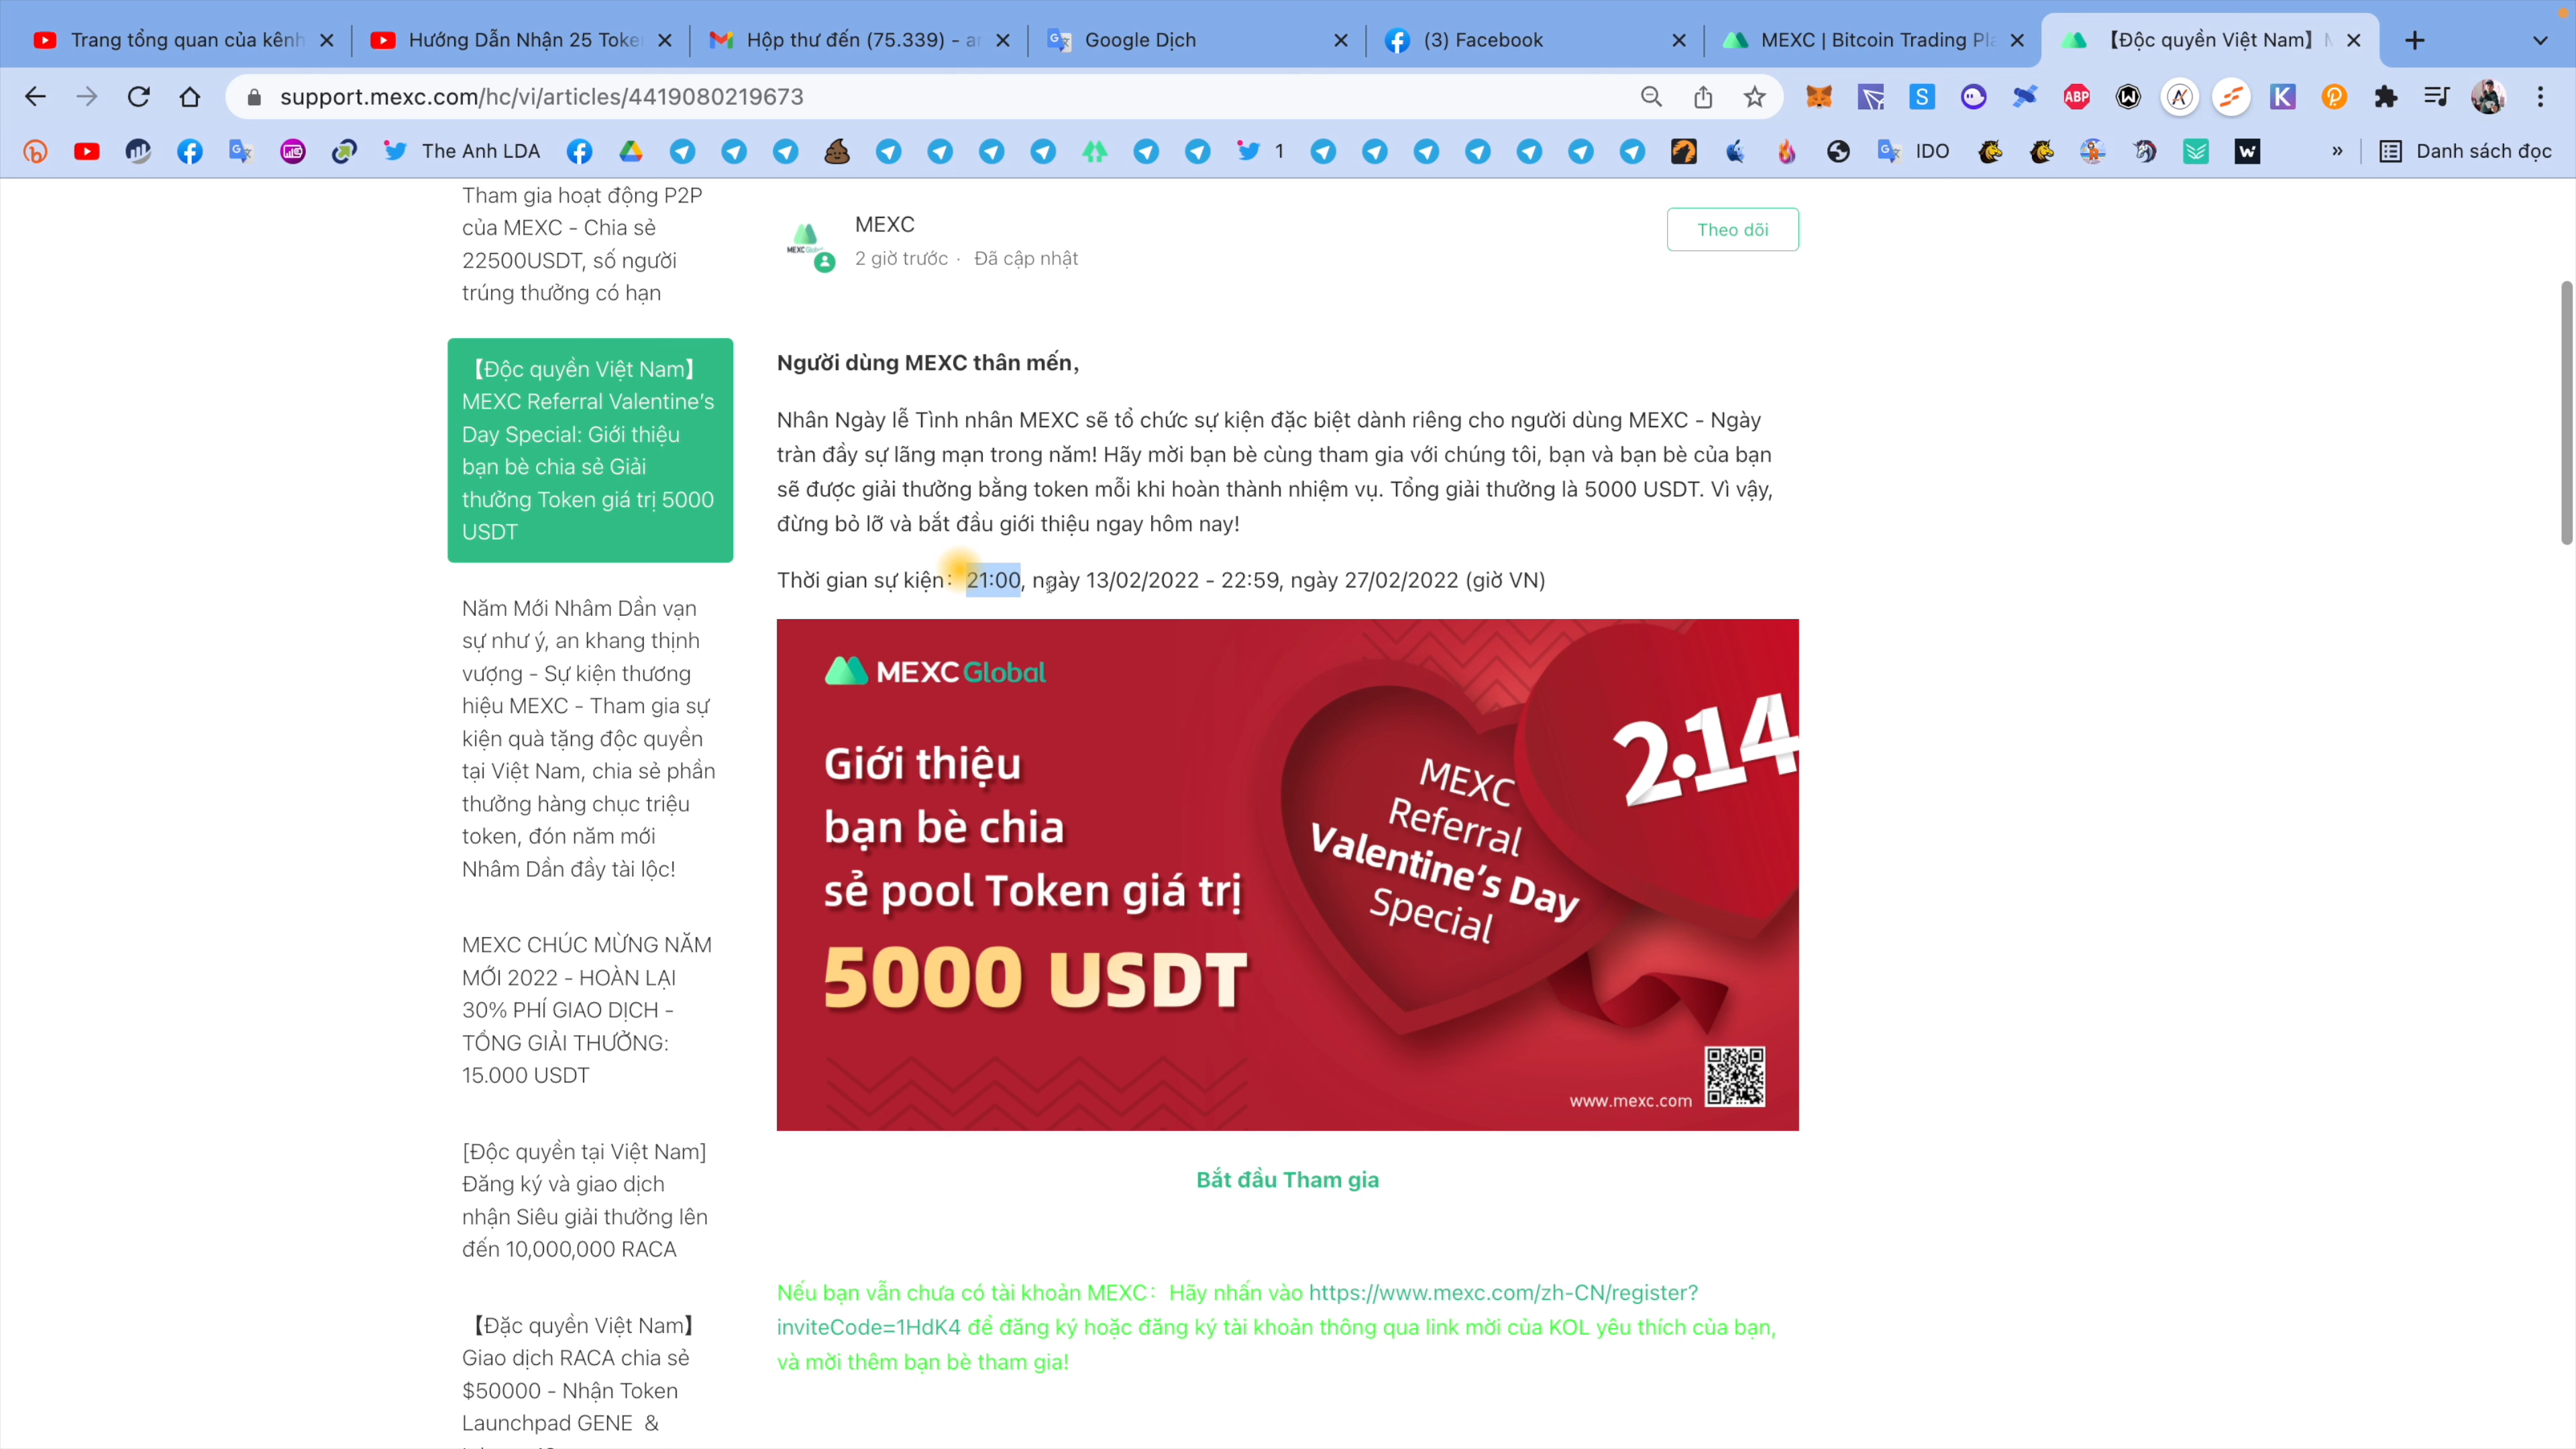 Trang tổng quan của kênh
Hướng Dẫn Nhận 25 Toke
Hộp thư đến (75.339) - a
Google Dịch
(3) Facebook
MEXC | Bitcoin Trading Pla
【Độc quyền Việt Nam】 M
support.mexc.com/hc/vi/articles/4419080219673
The Anh LDA
1
IDO
»
Danh sách đọc
Tham gia hoạt động P2P
của MEXC - Chia sẻ
22500USDT, số người
trúng thưởng có hạn
【Độc quyền Việt Nam】
MEXC Referral Valentine’s
Day Special: Giới thiệu
bạn bè chia sẻ Giải
thưởng Token giá trị 5000
USDT
Năm Mới Nhâm Dần vạn
sự như ý, an khang thịnh
vượng - Sự kiện thương
hiệu MEXC - Tham gia sự
kiện quà tặng độc quyền
tại Việt Nam, chia sẻ phần
thưởng hàng chục triệu
token, đón năm mới
Nhâm Dần đầy tài lộc!
MEXC CHÚC MỪNG NĂM
MỚI 2022 - HOÀN LẠI
30% PHÍ GIAO DỊCH -
TỔNG GIẢI THƯỞNG:
15.000 USDT
[Độc quyền tại Việt Nam]
Đăng ký và giao dịch
nhận Siêu giải thưởng lên
đến 10,000,000 RACA
【Đặc quyền Việt Nam】
Giao dịch RACA chia sẻ
$50000 - Nhận Token
Launchpad GENE &
MEXC
2 giờ trước · Đã cập nhật
Theo dõi
Người dùng MEXC thân mến,
Nhân Ngày lễ Tình nhân MEXC sẽ tổ chức sự kiện đặc biệt dành riêng cho người dùng MEXC - Ngày
tràn đầy sự lãng mạn trong năm! Hãy mời bạn bè cùng tham gia với chúng tôi, bạn và bạn bè của bạn
sẽ được giải thưởng bằng token mỗi khi hoàn thành nhiệm vụ. Tổng giải thưởng là 5000 USDT. Vì vậy,
đừng bỏ lỡ và bắt đầu giới thiệu ngay hôm nay!
Thời gian sự kiện: 21:00, ngày 13/02/2022 - 22:59, ngày 27/02/2022 (giờ VN)
MEXC Global
Giới thiệu
bạn bè chia
sẻ pool Token giá trị
5000 USDT
MEXC
Referral
Valentine’s Day
Special
2.14
www.mexc.com
Bắt đầu Tham gia
Nếu bạn vẫn chưa có tài khoản MEXC: Hãy nhấn vào https://www.mexc.com/zh-CN/register?
inviteCode=1HdK4 để đăng ký hoặc đăng ký tài khoản thông qua link mời của KOL yêu thích của bạn,
và mời thêm bạn bè tham gia!